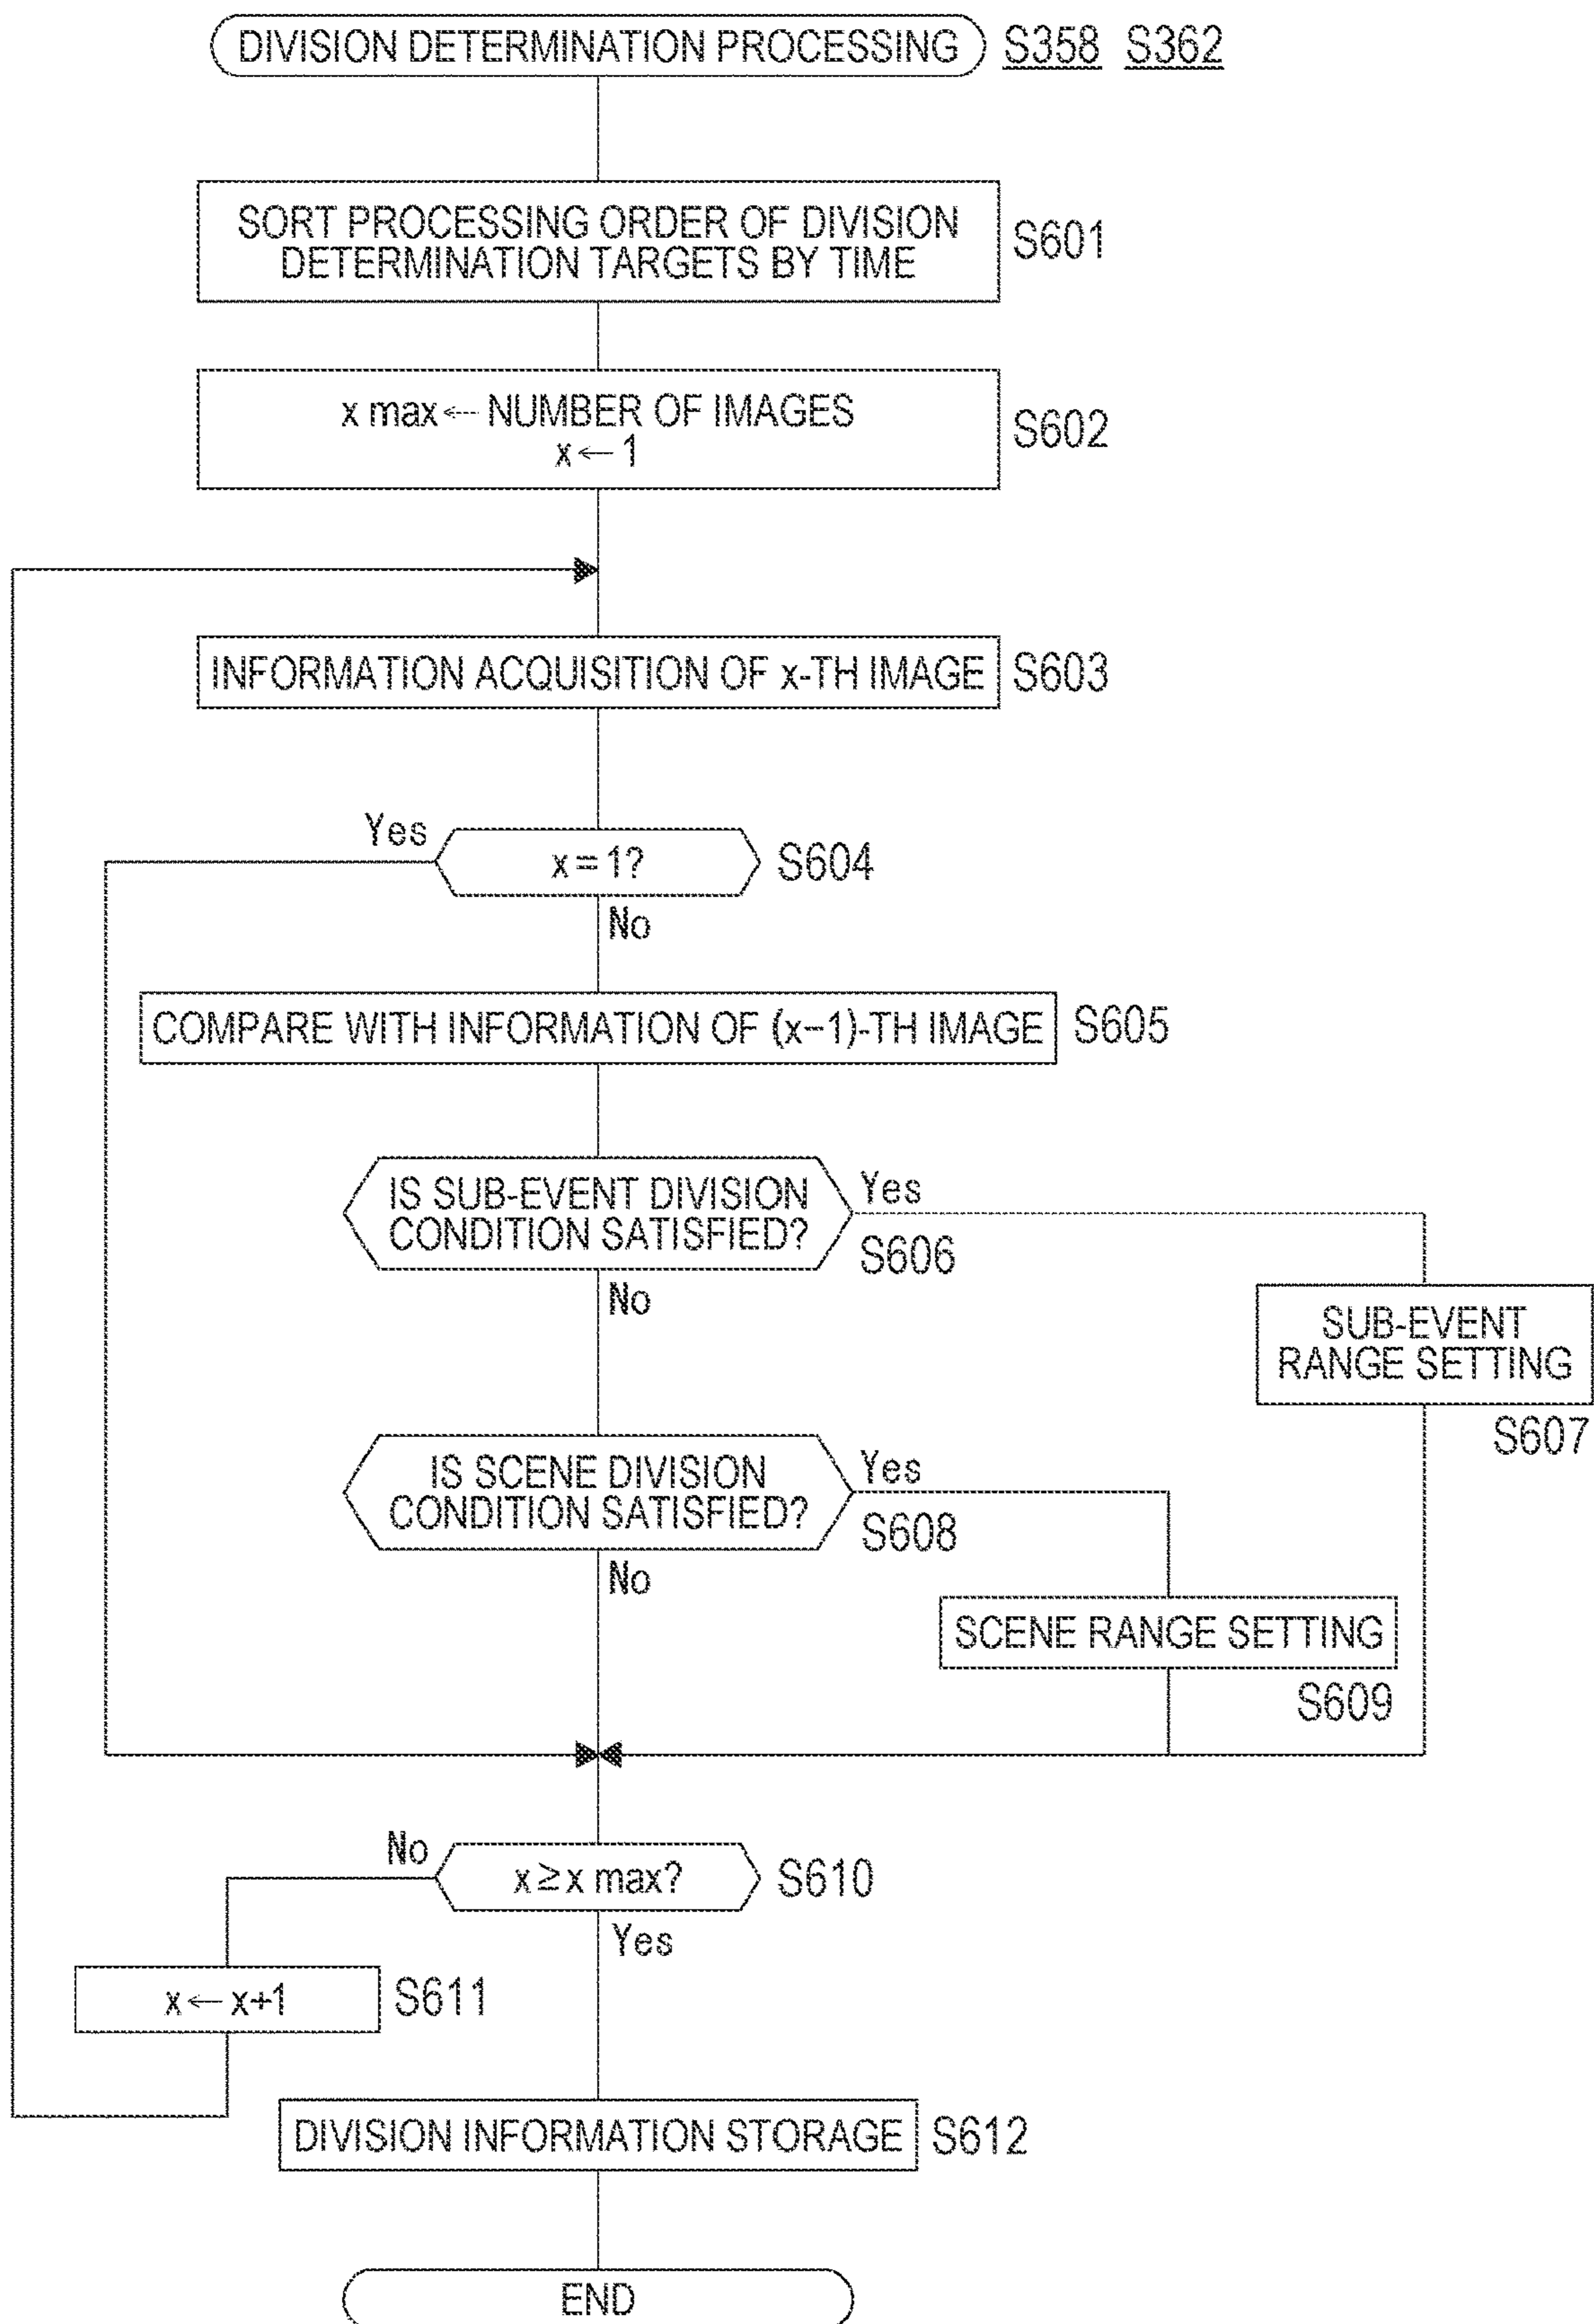 DIVISION DETERMINATION PROCESSING S358 S362
SORT PROCESSING ORDER OF DIVISION
DETERMINATION TARGETS BY TIME
S601
x max ← NUMBER OF IMAGES
x ← 1
S602
INFORMATION ACQUISITION OF x-TH IMAGE S603
Yes
x = 1? S604
No
COMPARE WITH INFORMATION OF (x−1)-TH IMAGE S605
IS SUB-EVENT DIVISION
CONDITION SATISFIED?
Yes
S606
No
SUB-EVENT
RANGE SETTING
S607
IS SCENE DIVISION
CONDITION SATISFIED?
Yes
S608
No
SCENE RANGE SETTING
S609
No
x ≥ x max? S610
Yes
x ← x+1 S611
DIVISION INFORMATION STORAGE S612
END